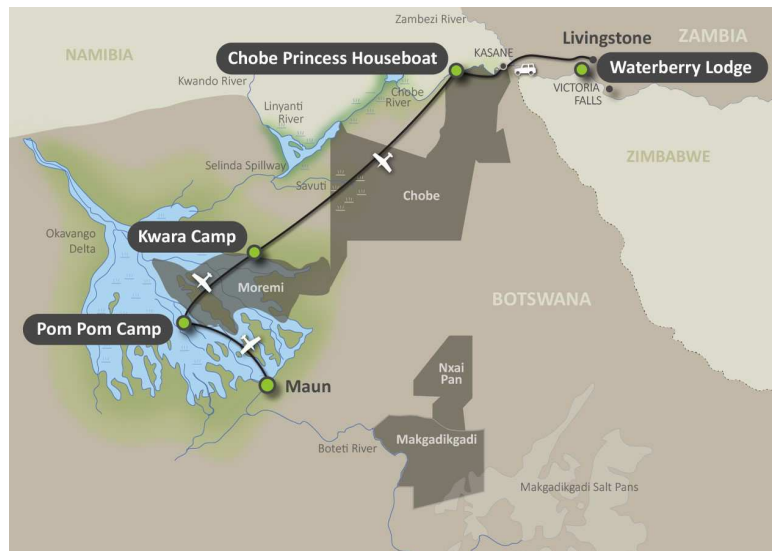 Zambezi River
NAMIBIA
Chobe Princess Houseboat
KASANE
Livingstone
ZAMBIA
Waterberry Lodge
Kwando River
Chobe
River
VICTORIA
FALLS
Linyanti
River
Selinda Spillway
Savuti
ZIMBABWE
Chobe
Okavango
Delta
Kwara Camp
Moremi
BOTSWANA
Pom Pom Camp
Nxai
Pan
Maun
Makgadikgadi
Boteti River
Makgadikgadi Salt Pans